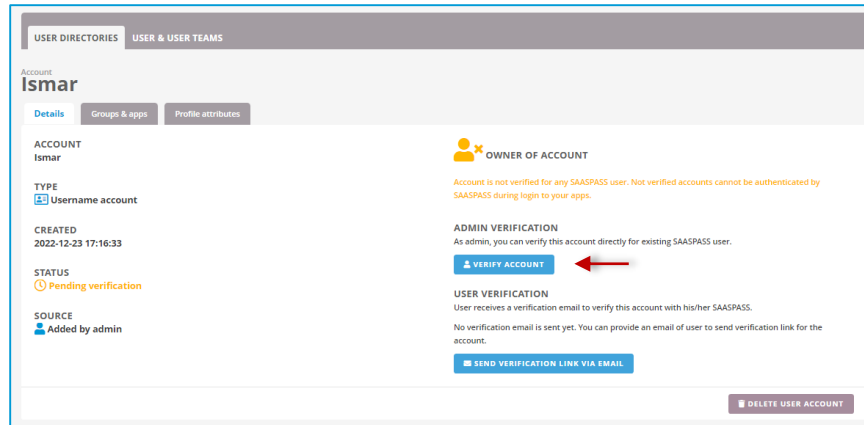 USER DIRECTORIES USER & USER TEAMS
Account
Ismar
Details Groups & apps Profile attributes
ACCOUNT
Ismar
TYPE
Username account
CREATED
2022-12-23 17:16:33
STATUS
Pending verification
SOURCE
Added by admin
OWNER OF ACCOUNT
Account is not verified for any SAASPASS user. Not verified accounts cannot be authenticated by
SAASPASS during login to your apps.
ADMIN VERIFICATION
As admin, you can verify this account directly for existing SAASPASS user.
VERIFY ACCOUNT
USER VERIFICATION
User receives a verification email to verify this account with his/her SAASPASS.
No verification email is sent yet. You can provide an email of user to send verification link for the
account.
SEND VERIFICATION LINK VIA EMAIL
DELETE USER ACCOUNT